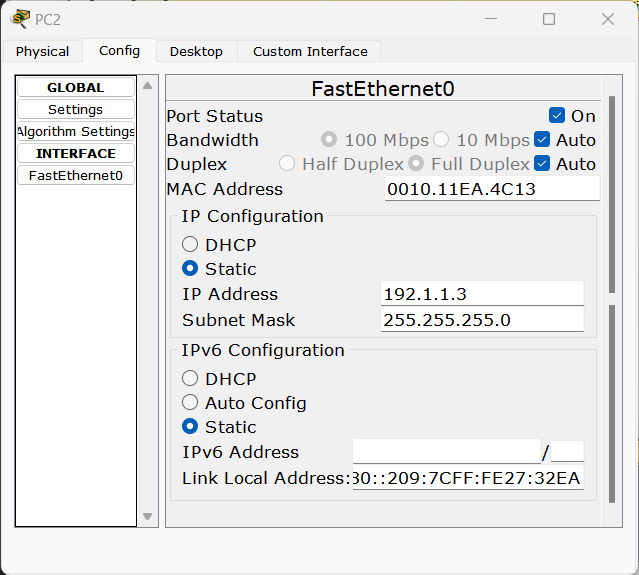 PC2
Physical Config Desktop Custom Interface
GLOBAL
Settings
Algorithm Settings
INTERFACE
FastEthernet0
FastEthernet0
Port Status On
Bandwidth 100 Mbps 10 Mbps Auto
Duplex Half Duplex Full Duplex Auto
MAC Address 0010.11EA.4C13
IP Configuration
DHCP
Static
IP Address 192.1.1.3
Subnet Mask 255.255.255.0
IPv6 Configuration
DHCP
Auto Config
Static
IPv6 Address /
Link Local Address: 80::209:7CFF:FE27:32EA